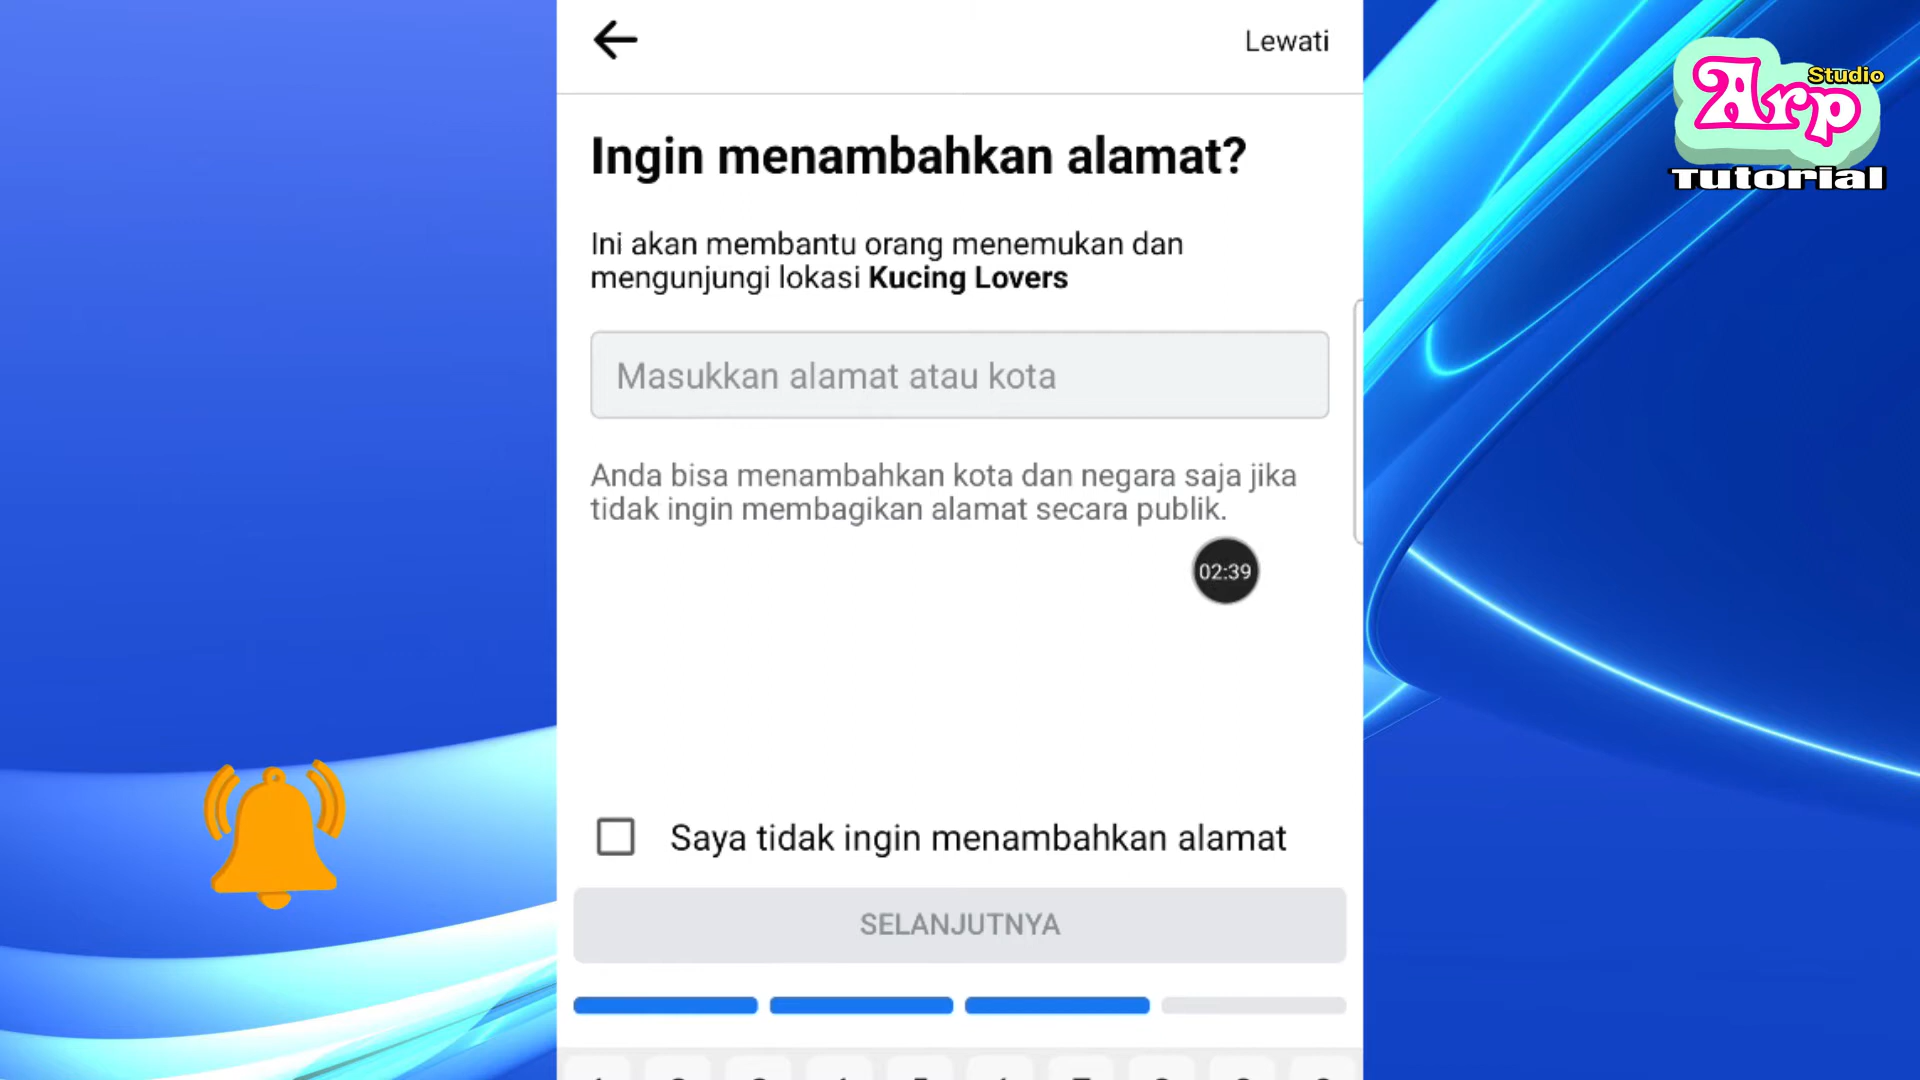 Lewati
Studio
Arp
Tutorial
Ingin menambahkan alamat?
Ini akan membantu orang menemukan dan
mengunjungi lokasi Kucing Lovers
Masukkan alamat atau kota
Anda bisa menambahkan kota dan negara saja jika
tidak ingin membagikan alamat secara publik.
02:39
Saya tidak ingin menambahkan alamat
SELANJUTNYA